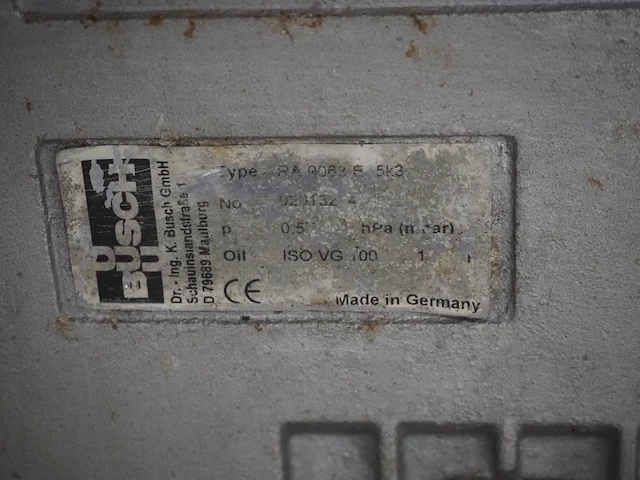 BUSCH
Dr. - Ing. K. Busch GmbH
Schauinslandstraße 1
D 79689 Maulburg
Type RA 0063 E 5k3
No
p 0,5 hPa (mbar)
Oil ISO VG 100 1
CE Made in Germany